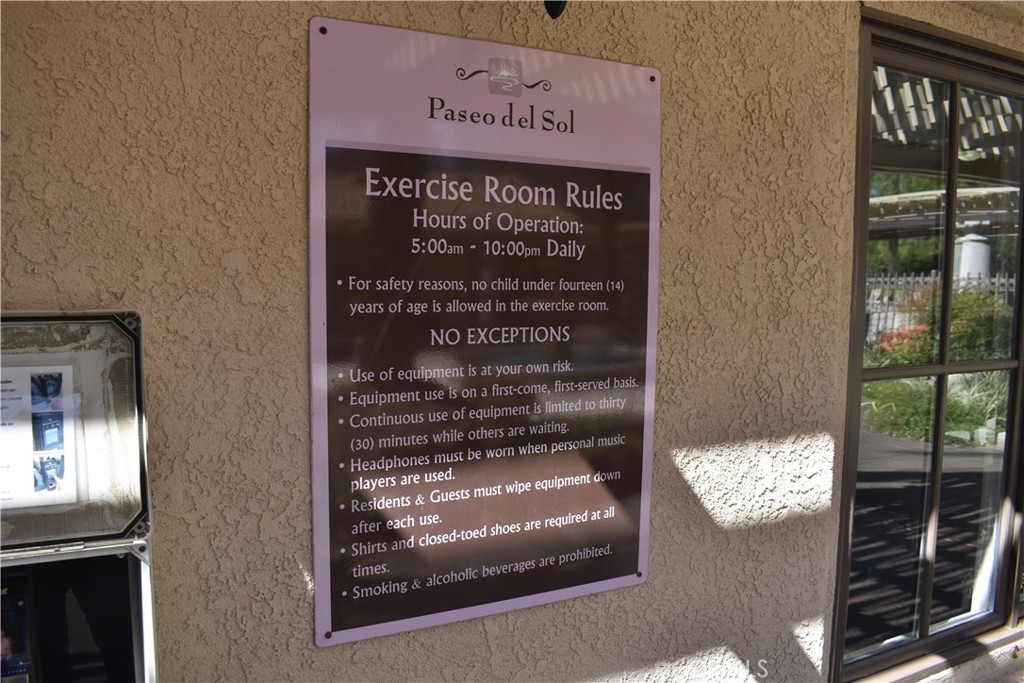 Paseo del Sol
Exercise Room Rules
Hours of Operation:
5:00am - 10:00pm Daily
• For safety reasons, no child under fourteen (14)
years of age is allowed in the exercise room.
NO EXCEPTIONS
• Use of equipment is at your own risk.
• Equipment use is on a first-come, first-served basis.
• Continuous use of equipment is limited to thirty
(30) minutes while others are waiting.
• Headphones must be worn when personal music
players are used.
• Residents & Guests must wipe equipment down
after each use.
• Shirts and closed-toed shoes are required at all
times.
• Smoking & alcoholic beverages are prohibited.